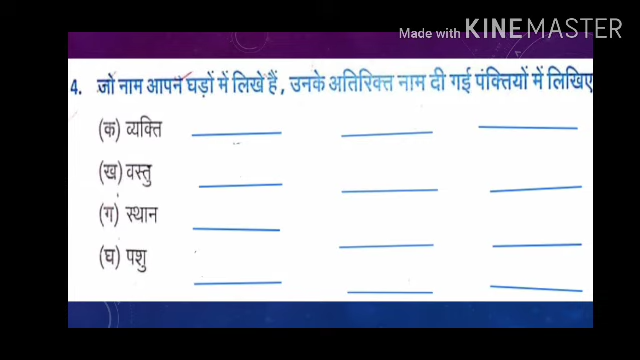 Made with KINEMASTER
4. जो नाम आपने घड़ों में लिखे हैं, उनके अतिरिक्त नाम दी गई पंक्तियों में लिखिए
(क) व्यक्ति
(ख) वस्तु
(ग) स्थान
(घ) पशु